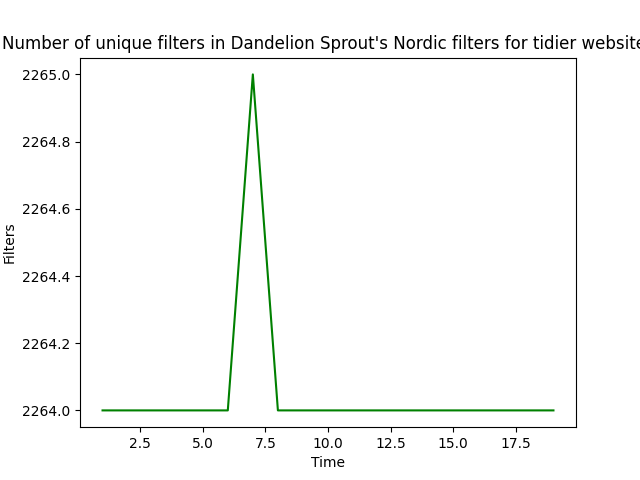 Number of unique filters in Dandelion Sprout's Nordic filters for tidier website
2265.0
2264.8
2264.6
2264.4
2264.2
2264.0
Filters
2.5 5.0 7.5 10.0 12.5 15.0 17.5
Time